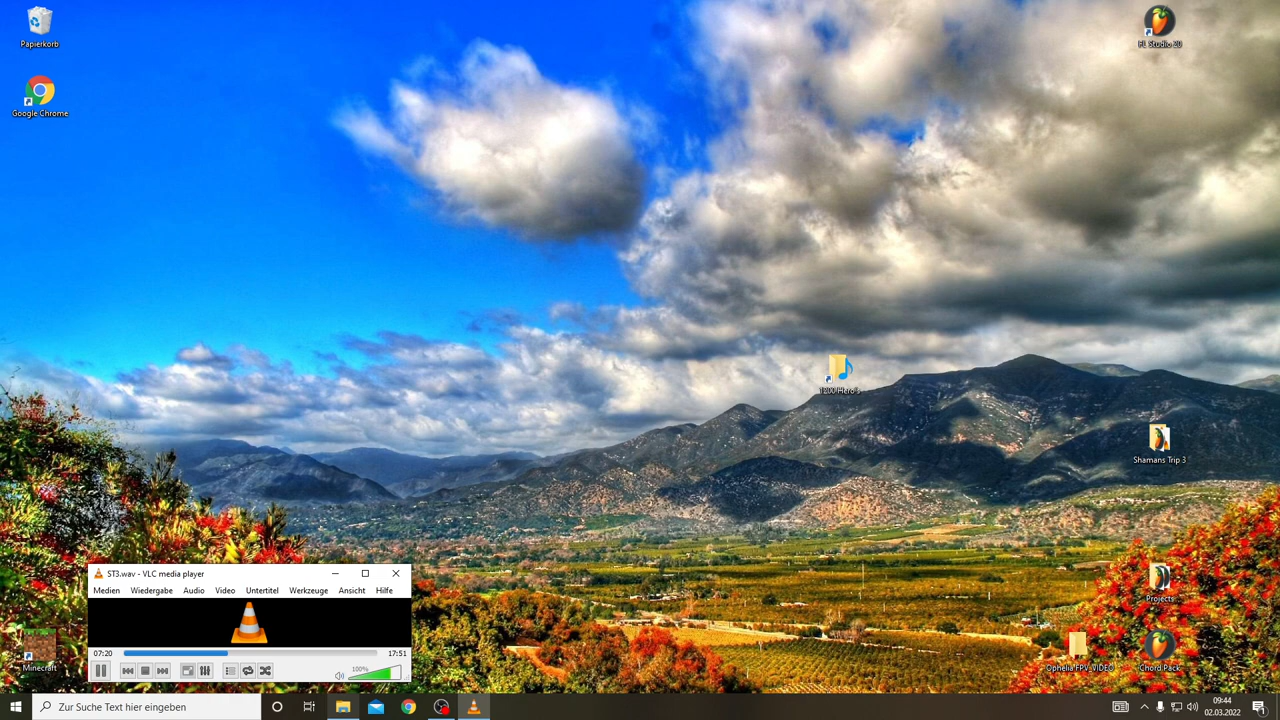 Papierkorb
FL Studio 20
Google Chrome
Shamans Trip 3
Projects
Minecraft
Ophelia FPV_VIDEO
Chord Pack
ST3.wav - VLC media player
Medien Wiedergabe Audio Video Untertitel Werkzeuge Ansicht Hilfe
07:20
17:51
100%
Zur Suche Text hier eingeben
09:44
02.03.2022
1